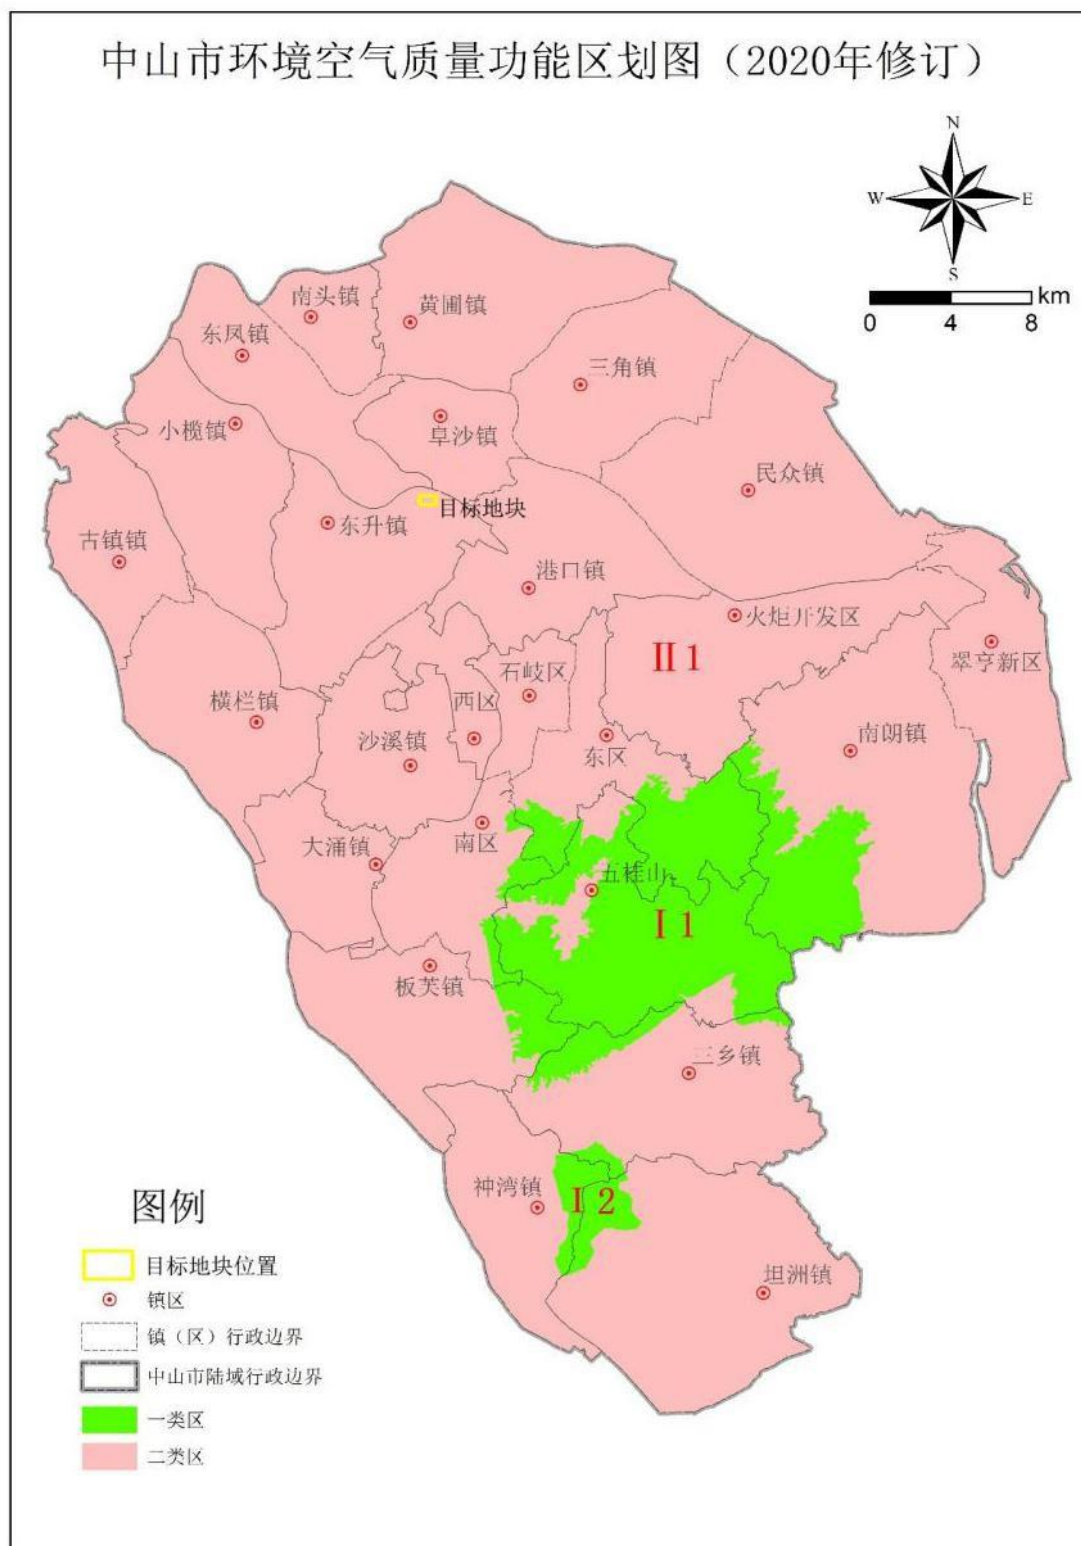 中山市环境空气质量功能区划图（2020年修订）
N
W
E
S
km
0 4 8
南头镇
黄圃镇
东凤镇
三角镇
小榄镇
阜沙镇
民众镇
目标地块
东升镇
古镇镇
港口镇
火炬开发区
II 1
翠亨新区
石岐区
横栏镇
西区
沙溪镇
东区
南朗镇
南区
大涌镇
五桂山
I 1
板芙镇
三乡镇
神湾镇
I 2
坦洲镇
图例
目标地块位置
镇区
镇（区）行政边界
中山市陆域行政边界
一类区
二类区